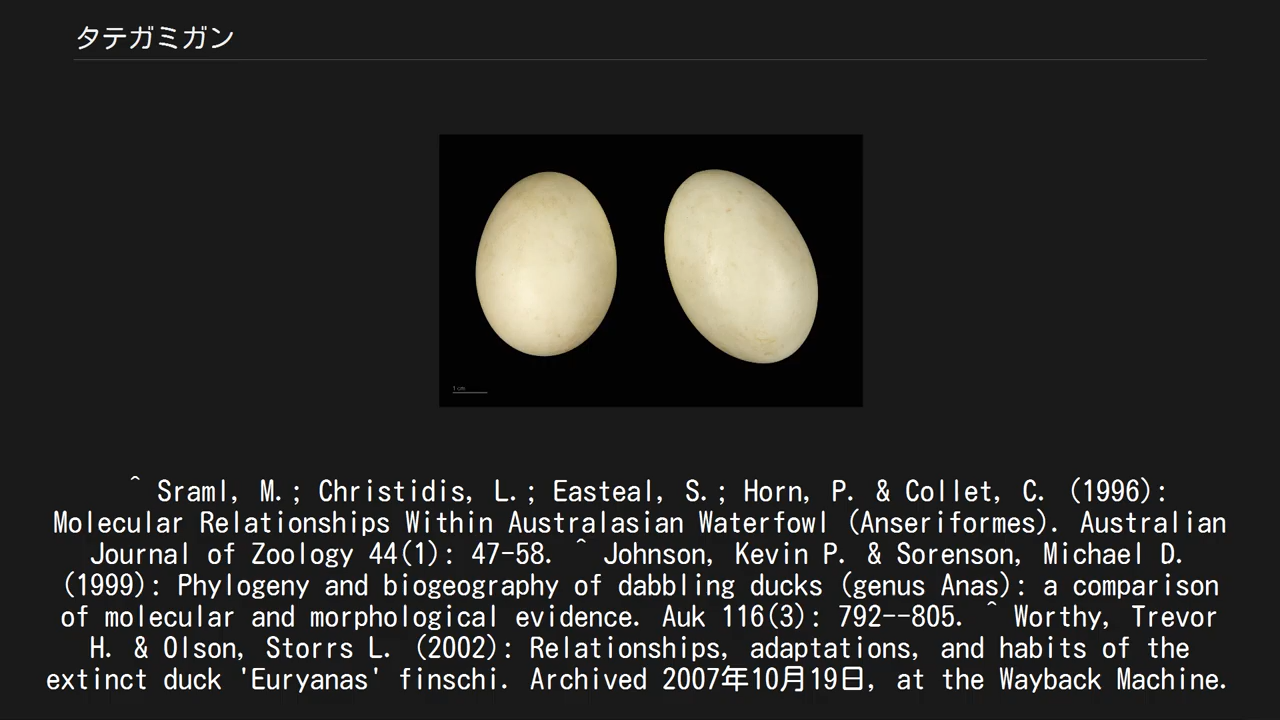 タテガミガン
1 cm
^ Sraml, M.; Christidis, L.; Easteal, S.; Horn, P. & Collet, C. (1996):
Molecular Relationships Within Australasian Waterfowl (Anseriformes). Australian
Journal of Zoology 44(1): 47-58. ^ Johnson, Kevin P. & Sorenson, Michael D.
(1999): Phylogeny and biogeography of dabbling ducks (genus Anas): a comparison
of molecular and morphological evidence. Auk 116(3): 792--805. ^ Worthy, Trevor
H. & Olson, Storrs L. (2002): Relationships, adaptations, and habits of the
extinct duck 'Euryanas' finschi. Archived 2007年10月19日, at the Wayback Machine.